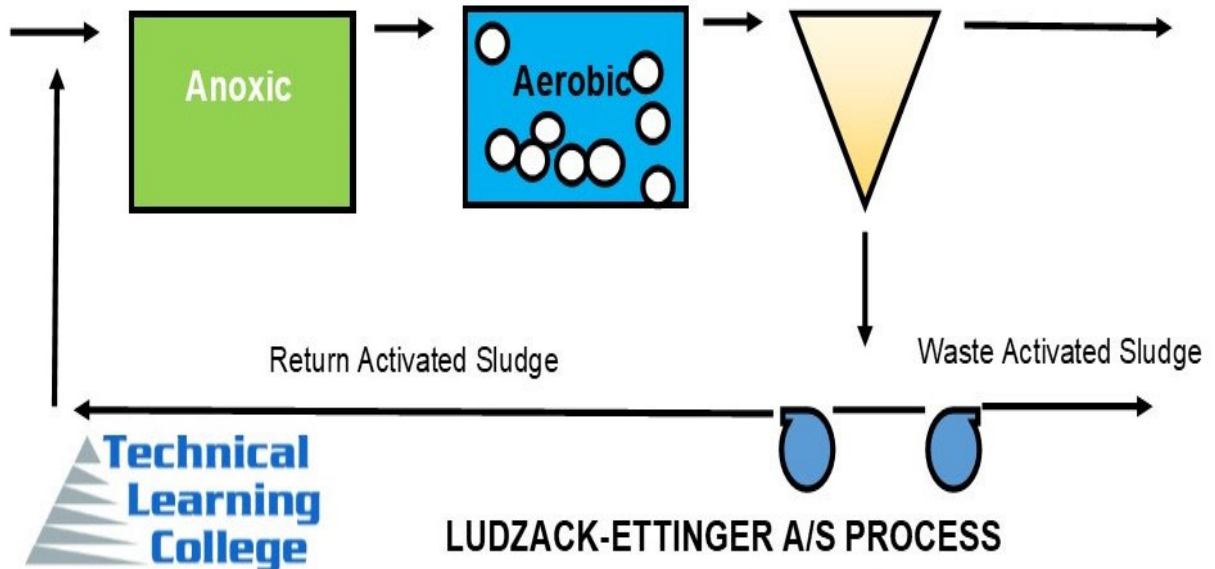 Anoxic
Aerobic
Waste Activated Sludge
Return Activated Sludge
Technical
Learning
College
LUDZACK-ETTINGER A/S PROCESS